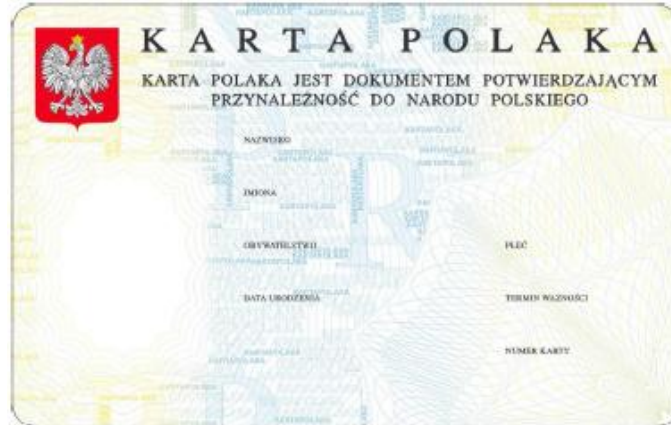 KARTA POLAKA
KARTA POLAKA JEST DOKUMENTEM POTWIERDZAJĄCYM
PRZYNALEŻNOŚĆ DO NARODU POLSKIEGO
NAZWISKO
IMIONA
OBYWATELSTWO
PŁEĆ
DATA URODZENIA
TERMIN WAŻNOŚCI
NUMER KARTY